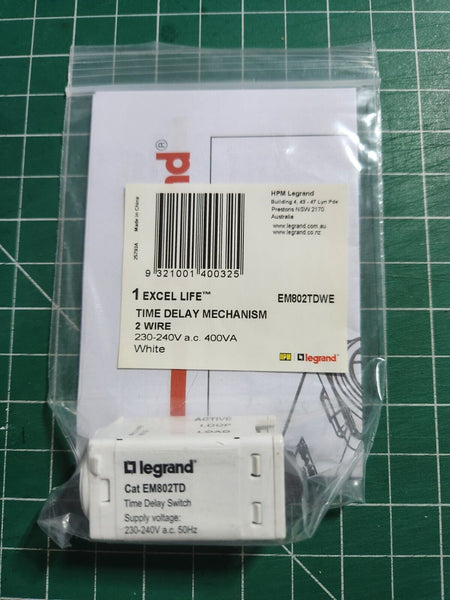 nd®
HPM Legrand
Building 4, 43 - 47 Lyn Pde
Prestons NSW 2170
Australia
www.legrand.com.au
www.legrand.co.nz
Made in China
25793A
9 321001 400325
1 EXCEL LIFE™ EM802TDWE
TIME DELAY MECHANISM
2 WIRE
230-240V a.c. 400VA
White
HPM legrand
ACTIVE
LOOP
LOAD
legrand
Cat EM802TD
Time Delay Switch
Supply voltage:
230-240V a.c. 50Hz